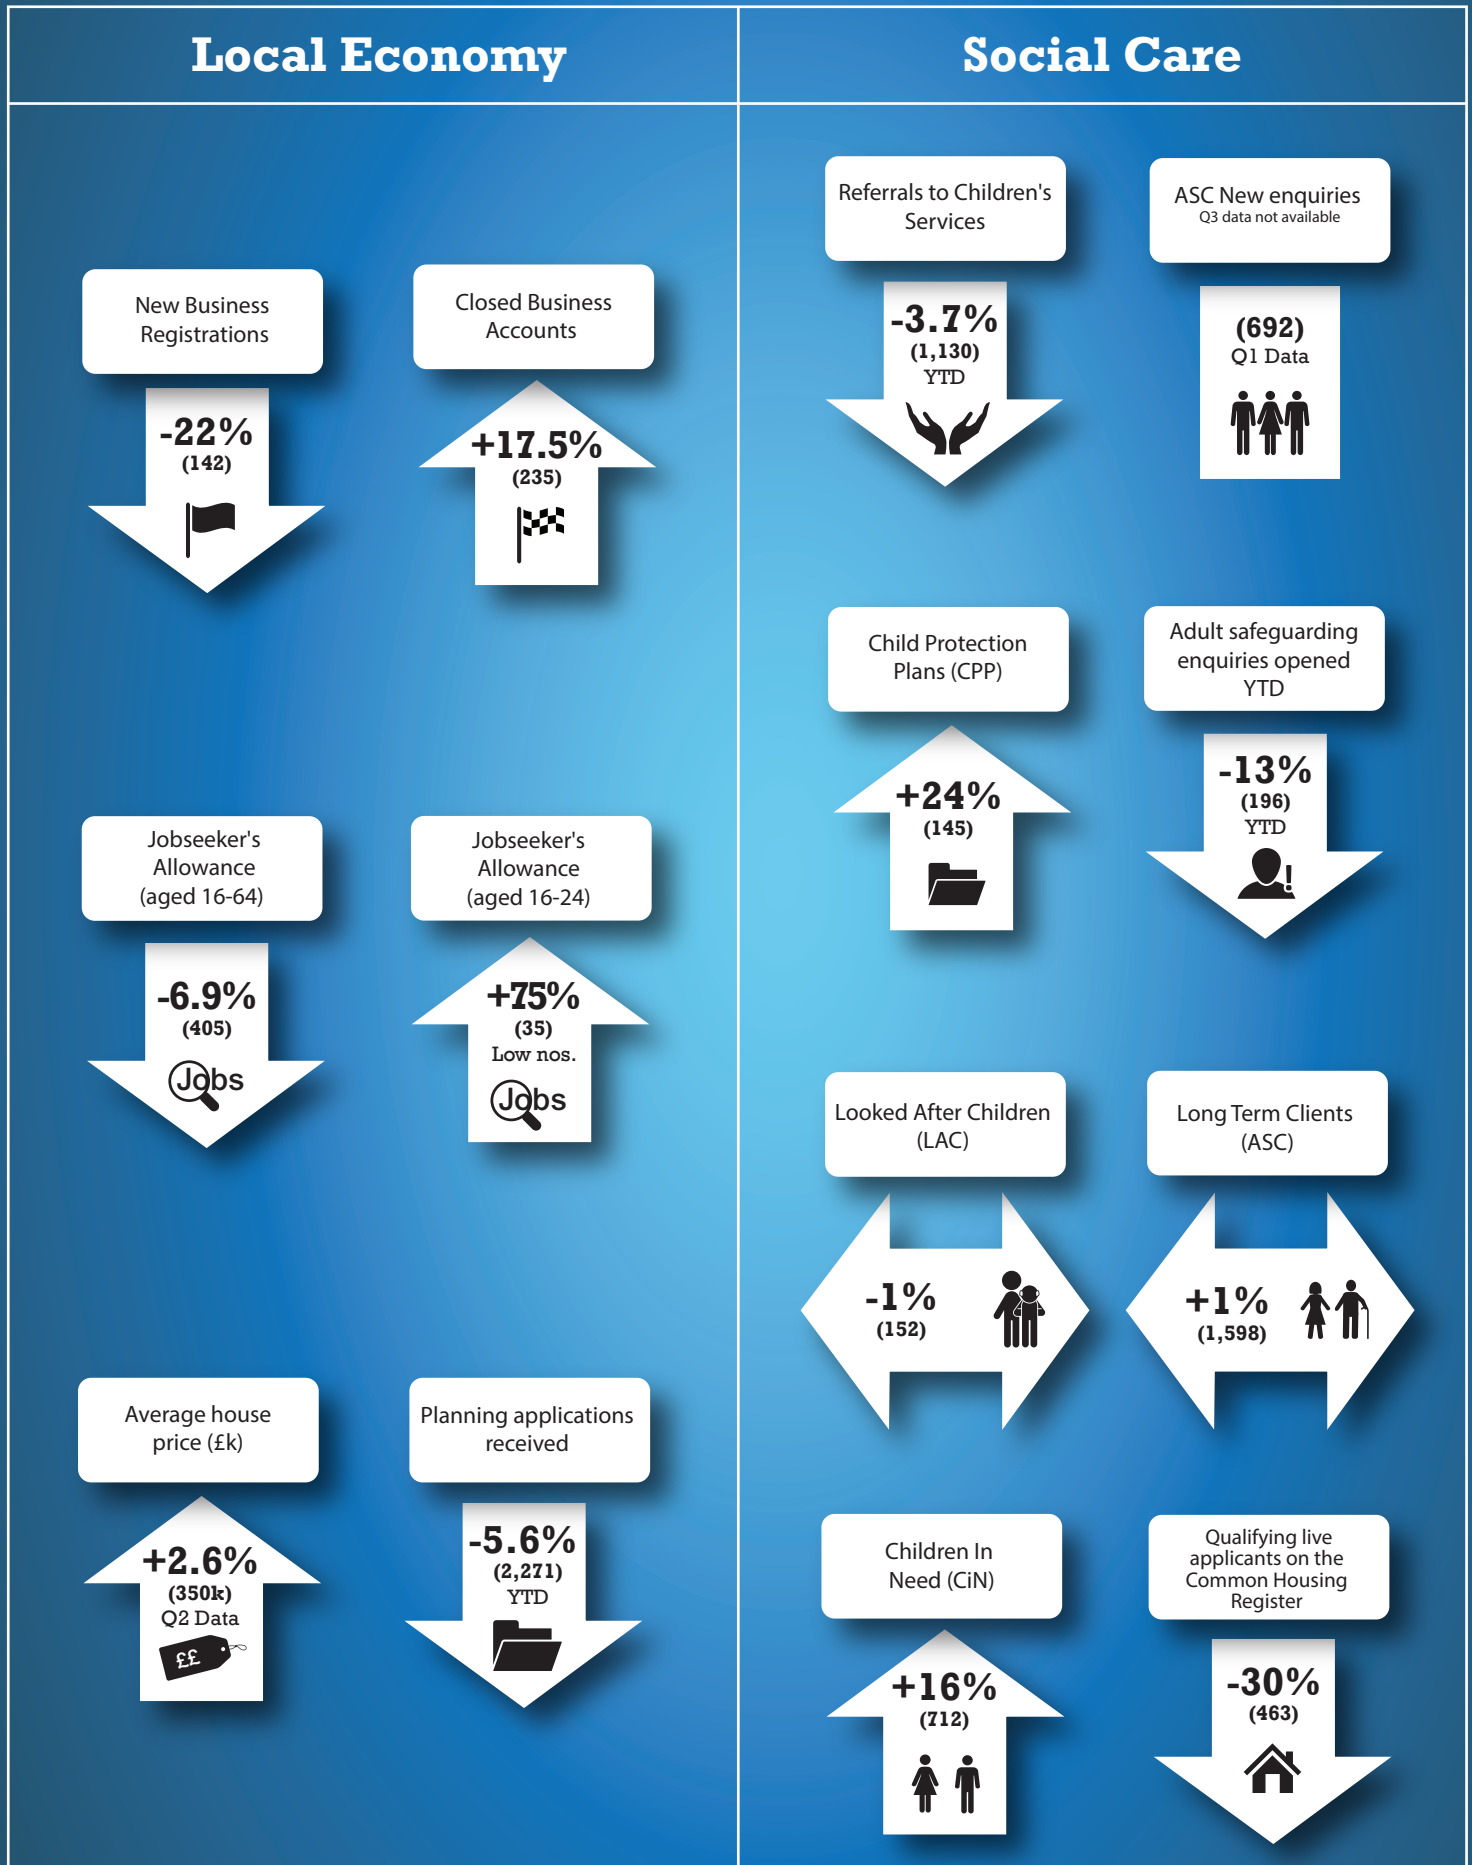 Local Economy
New Business
Registrations
-22%
(142)
Closed Business
Accounts
+17.5%
(235)
Jobseeker's
Allowance
(aged 16-64)
-6.9%
(405)
Jobs
Jobseeker's
Allowance
(aged 16-24)
+75%
(35)
Low nos.
Jobs
Average house
price (£k)
+2.6%
(350k)
Q2 Data
££
Planning applications
received
-5.6%
(2,271)
YTD
Social Care
Referrals to Children's
Services
-3.7%
(1,130)
YTD
ASC New enquiries
Q3 data not available
(692)
Q1 Data
Child Protection
Plans (CPP)
+24%
(145)
Adult safeguarding
enquiries opened
YTD
-13%
(196)
YTD
!
Looked After Children
(LAC)
-1%
(152)
Long Term Clients
(ASC)
+1%
(1,598)
Children In
Need (CiN)
+16%
(712)
Qualifying live
applicants on the
Common Housing
Register
-30%
(463)